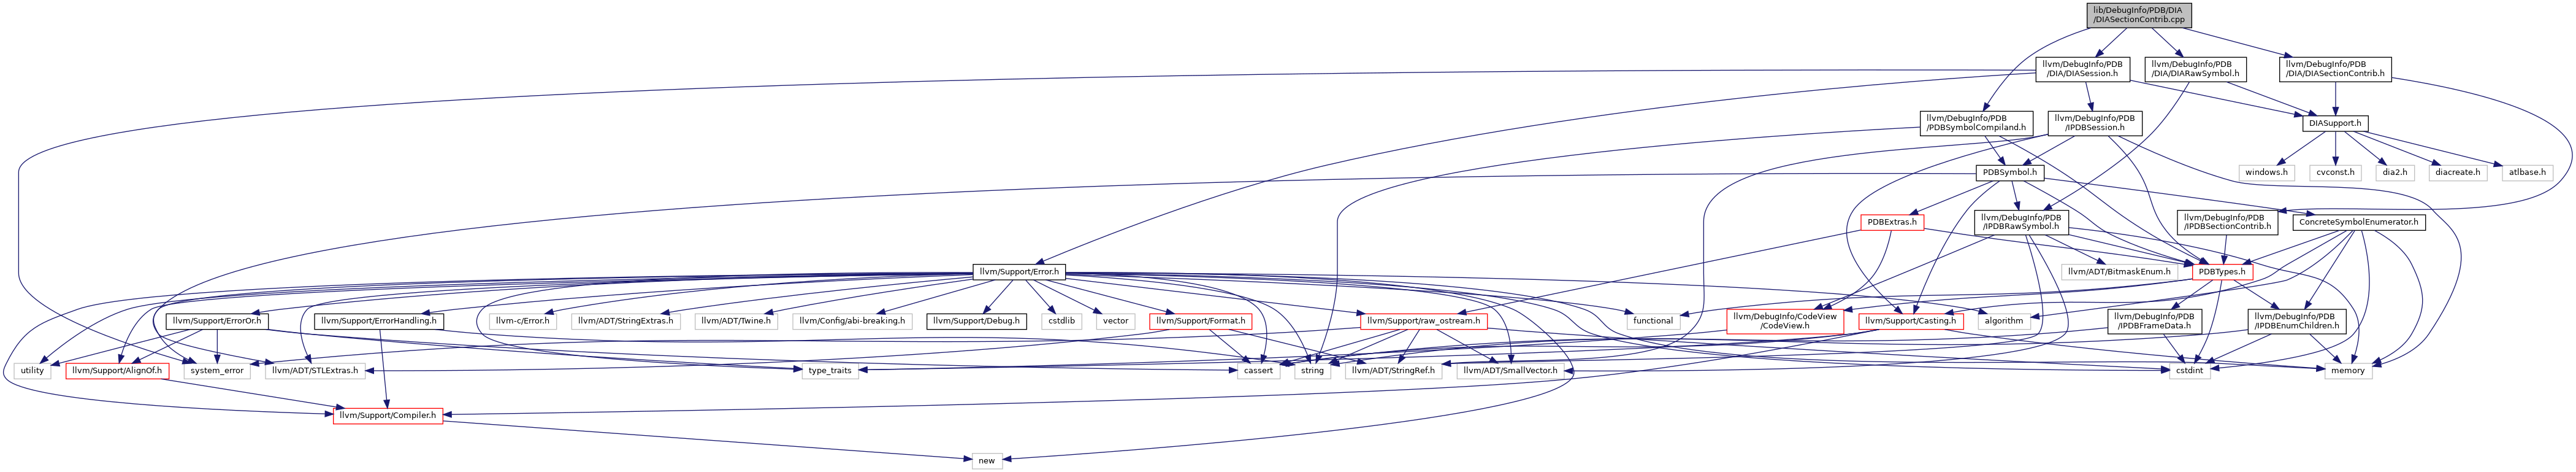 lib/DebugInfo/PDB/DIA
/DIASectionContrib.cpp
llvm/DebugInfo/PDB
/DIA/DIASession.h
llvm/DebugInfo/PDB
/DIA/DIARawSymbol.h
llvm/DebugInfo/PDB
/DIA/DIASectionContrib.h
llvm/DebugInfo/PDB
/PDBSymbolCompiland.h
llvm/DebugInfo/PDB
/IPDBSession.h
DIASupport.h
PDBSymbol.h
windows.h
cvconst.h
dia2.h
diacreate.h
atlbase.h
PDBExtras.h
llvm/DebugInfo/PDB
/IPDBRawSymbol.h
llvm/DebugInfo/PDB
/IPDBSectionContrib.h
ConcreteSymbolEnumerator.h
llvm/Support/Error.h
llvm/ADT/BitmaskEnum.h
PDBTypes.h
llvm/Support/ErrorOr.h
llvm/Support/ErrorHandling.h
llvm-c/Error.h
llvm/ADT/StringExtras.h
llvm/ADT/Twine.h
llvm/Config/abi-breaking.h
llvm/Support/Debug.h
cstdlib
vector
llvm/Support/Format.h
llvm/Support/raw_ostream.h
functional
llvm/DebugInfo/CodeView
/CodeView.h
llvm/Support/Casting.h
algorithm
llvm/DebugInfo/PDB
/IPDBFrameData.h
llvm/DebugInfo/PDB
/IPDBEnumChildren.h
utility
llvm/Support/AlignOf.h
system_error
llvm/ADT/STLExtras.h
type_traits
cassert
string
llvm/ADT/StringRef.h
llvm/ADT/SmallVector.h
cstdint
memory
llvm/Support/Compiler.h
new